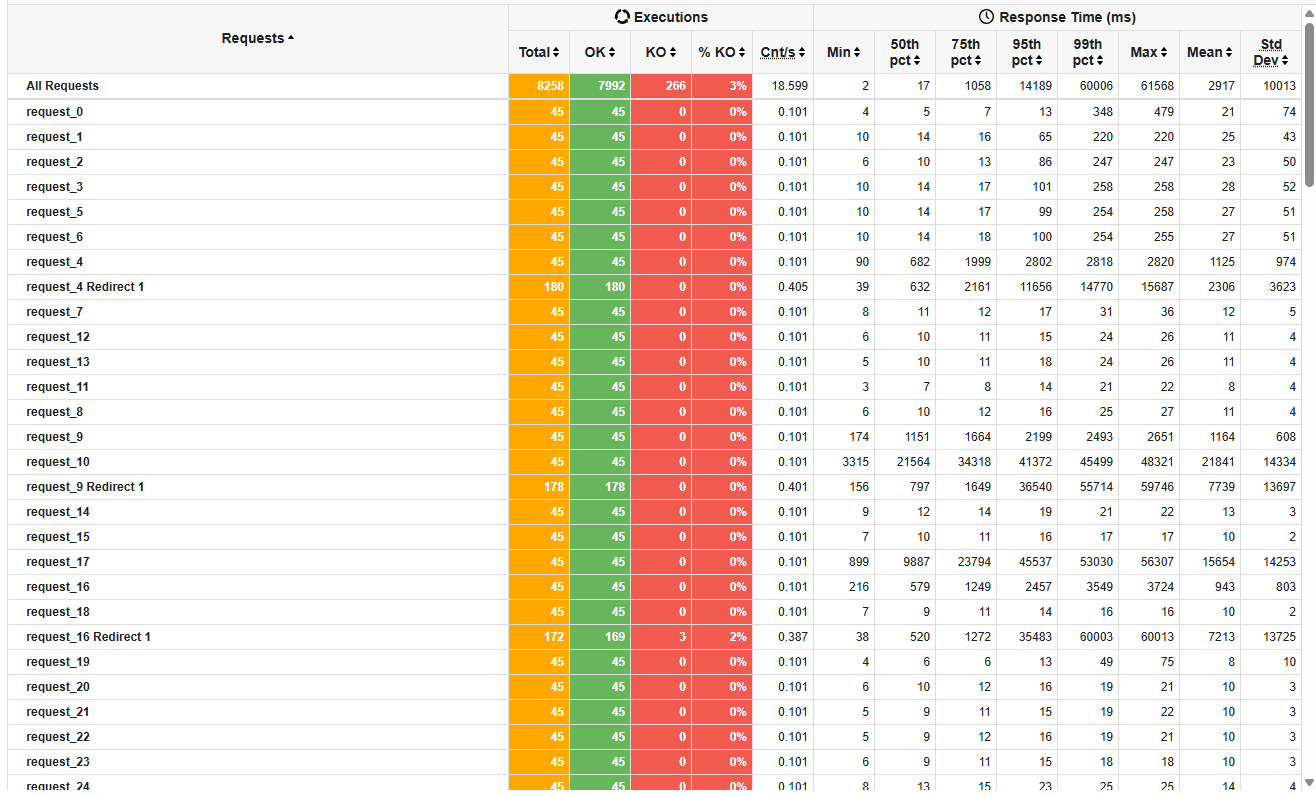 Executions Response Time (ms)
Requests Total OK KO % KO Cnt/s Min 50th pct 75th pct 95th pct 99th pct Max Mean Std Dev
All Requests 8258 7992 266 3% 18.599 2 17 1058 14189 60006 61568 2917 10013
request_0 45 45 0 0% 0.101 4 5 7 13 348 479 21 74
request_1 45 45 0 0% 0.101 10 14 16 65 220 220 25 43
request_2 45 45 0 0% 0.101 6 10 13 86 247 247 23 50
request_3 45 45 0 0% 0.101 10 14 17 101 258 258 28 52
request_5 45 45 0 0% 0.101 10 14 17 99 254 258 27 51
request_6 45 45 0 0% 0.101 10 14 18 100 254 255 27 51
request_4 45 45 0 0% 0.101 90 682 1999 2802 2818 2820 1125 974
request_4 Redirect 1 180 180 0 0% 0.405 39 632 2161 11656 14770 15687 2306 3623
request_7 45 45 0 0% 0.101 8 11 12 17 31 36 12 5
request_12 45 45 0 0% 0.101 6 10 11 15 24 26 11 4
request_13 45 45 0 0% 0.101 5 10 11 18 24 26 11 4
request_11 45 45 0 0% 0.101 3 7 8 14 21 22 8 4
request_8 45 45 0 0% 0.101 6 10 12 16 25 27 11 4
request_9 45 45 0 0% 0.101 174 1151 1664 2199 2493 2651 1164 608
request_10 45 45 0 0% 0.101 3315 21564 34318 41372 45499 48321 21841 14334
request_9 Redirect 1 178 178 0 0% 0.401 156 797 1649 36540 55714 59746 7739 13697
request_14 45 45 0 0% 0.101 9 12 14 19 21 22 13 3
request_15 45 45 0 0% 0.101 7 10 11 16 17 17 10 2
request_17 45 45 0 0% 0.101 899 9887 23794 45537 53030 56307 15654 14253
request_16 45 45 0 0% 0.101 216 579 1249 2457 3549 3724 943 803
request_18 45 45 0 0% 0.101 7 9 11 14 16 16 10 2
request_16 Redirect 1 172 169 3 2% 0.387 38 520 1272 35483 60003 60013 7213 13725
request_19 45 45 0 0% 0.101 4 6 6 13 49 75 8 10
request_20 45 45 0 0% 0.101 6 10 12 16 19 21 10 3
request_21 45 45 0 0% 0.101 5 9 11 15 19 22 10 3
request_22 45 45 0 0% 0.101 5 9 12 16 19 21 10 3
request_23 45 45 0 0% 0.101 6 9 11 15 18 18 10 3
request_24 45 45 0 0% 0.101 8 13 15 23 25 25 14 4